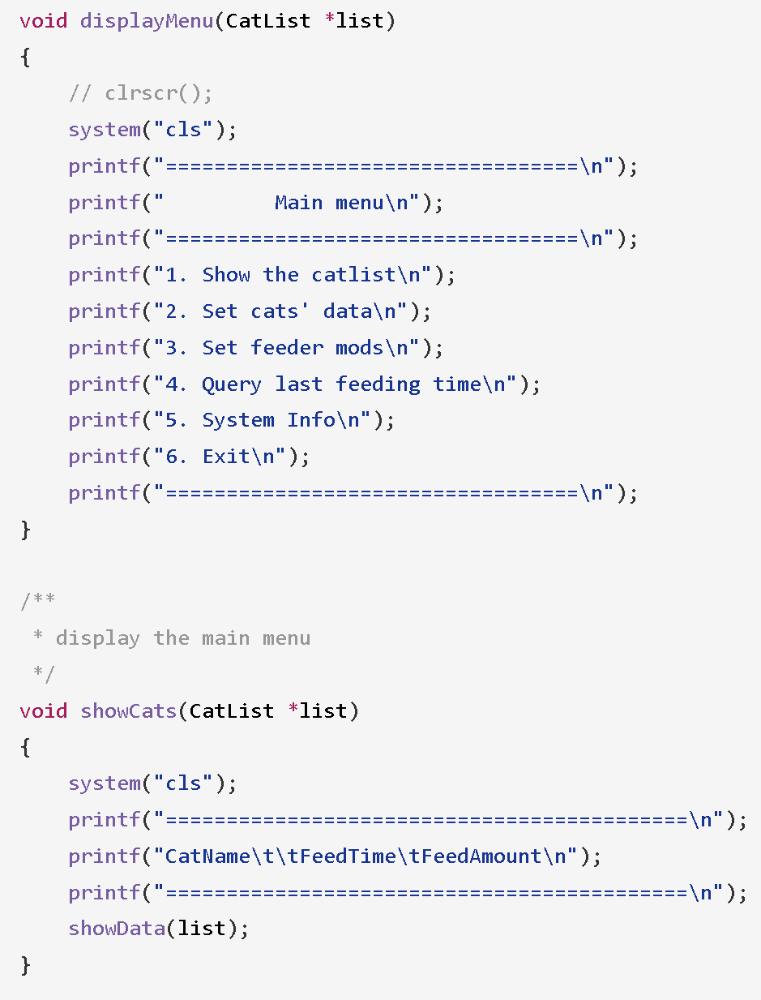 void displayMenu(CatList *list)
{
    // clrscr();
    system("cls");
    printf("==================================\n");
    printf("         Main menu\n");
    printf("==================================\n");
    printf("1. Show the catlist\n");
    printf("2. Set cats' data\n");
    printf("3. Set feeder mods\n");
    printf("4. Query last feeding time\n");
    printf("5. System Info\n");
    printf("6. Exit\n");
    printf("==================================\n");
}

/**
 * display the main menu
 */
void showCats(CatList *list)
{
    system("cls");
    printf("===========================================\n");
    printf("CatName\t\tFeedTime\tFeedAmount\n");
    printf("===========================================\n");
    showData(list);
}